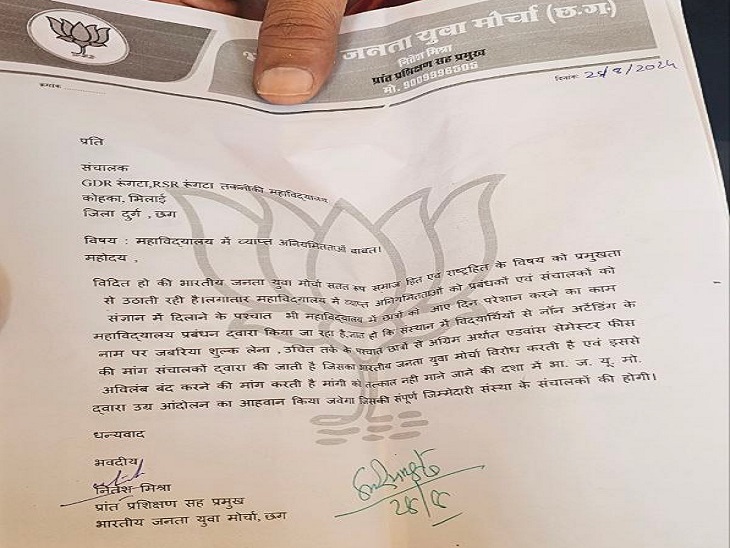 जनता युवा मोर्चा (छ.ग.)
नितेश मिश्रा
प्रांत प्रशिक्षण सह प्रमुख
मो. 9009996505
क्रमांक ..........
दिनांक 28/8/2024
प्रति
संचालक
GDR रूंगटा,RSR रूंगटा तकनीकी महाविद्यालय
कोहका, भिलाई
जिला दुर्ग , छग
विषय : महाविद्यालय में व्याप्त अनियमितताओं बाबत।
महोदय ,
विदित हो की भारतीय जनता युवा मोर्चा सतत रूप समाज हित एवं राष्ट्रहित के विषय को प्रमुखता
से उठाती रही है।लगातार महाविद्यालय में व्याप्त अनियमितताओं को प्रबंधकों एवं संचालकों को
संज्ञान में दिलाने के पश्चात भी महाविद्यालय में छात्रों को आए दिन परेशान करने का काम
महाविद्यालय प्रबंधन द्वारा किया जा रहा है,ज्ञात हो कि संस्थान में विद्यार्थियों से नॉन अटेंडिंग के
नाम पर जबरिया शुल्क लेना , उचित तर्क के पश्चात छात्रों से अग्रिम अर्थात एडवांस सेमेस्टर फीस
की मांग संचालकों द्वारा की जाती है जिसका भारतीय जनता युवा मोर्चा विरोध करती है एवं इससे
अविलंब बंद करने की मांग करती है मांगी को तत्काल नही माने जाने की दशा में भा. ज. यू. मो.
द्वारा उग्र आंदोलन का आहवान किया जवेगा जिसकी संपूर्ण जिम्मेदारी संस्था के संचालकों की होगी।
धन्यवाद
भवदीय
नितेश मिश्रा
प्रांत प्रशिक्षण सह प्रमुख
भारतीय जनता युवा मोर्चा, छग
28/8